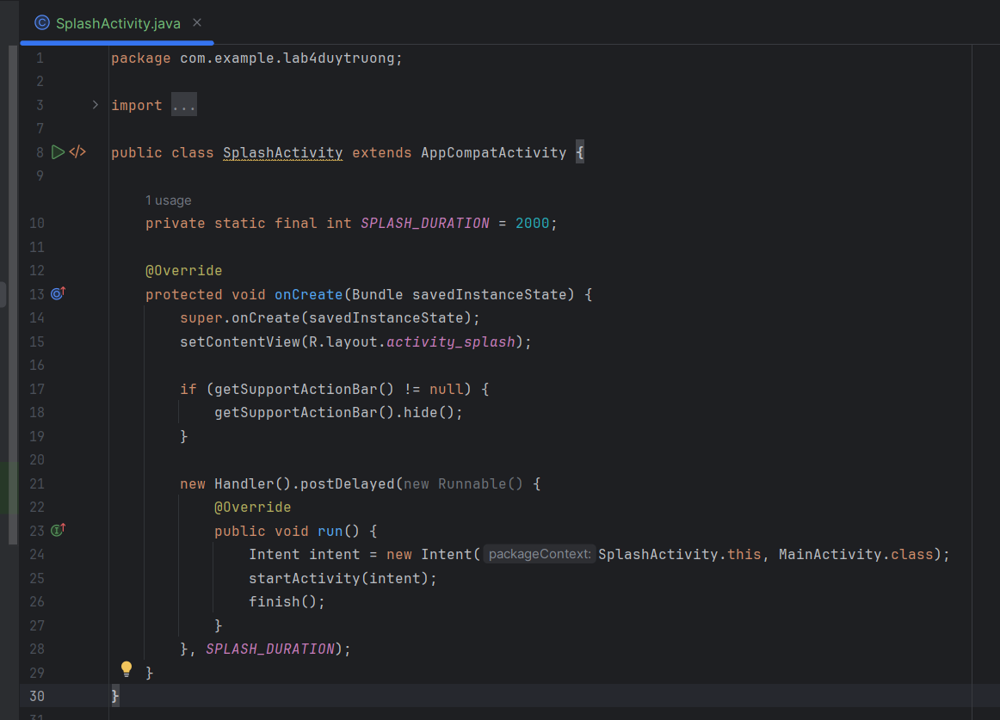 SplashActivity.java
1 package com.example.lab4duytruong;
2
3 import ...
7
8 public class SplashActivity extends AppCompatActivity {
9
1 usage
10 private static final int SPLASH_DURATION = 2000;
11
12 @Override
13 protected void onCreate(Bundle savedInstanceState) {
14 super.onCreate(savedInstanceState);
15 setContentView(R.layout.activity_splash);
16
17 if (getSupportActionBar() != null) {
18 getSupportActionBar().hide();
19 }
20
21 new Handler().postDelayed(new Runnable() {
22 @Override
23 public void run() {
24 Intent intent = new Intent( packageContext: SplashActivity.this, MainActivity.class);
25 startActivity(intent);
26 finish();
27 }
28 }, SPLASH_DURATION);
29 }
30 }
31